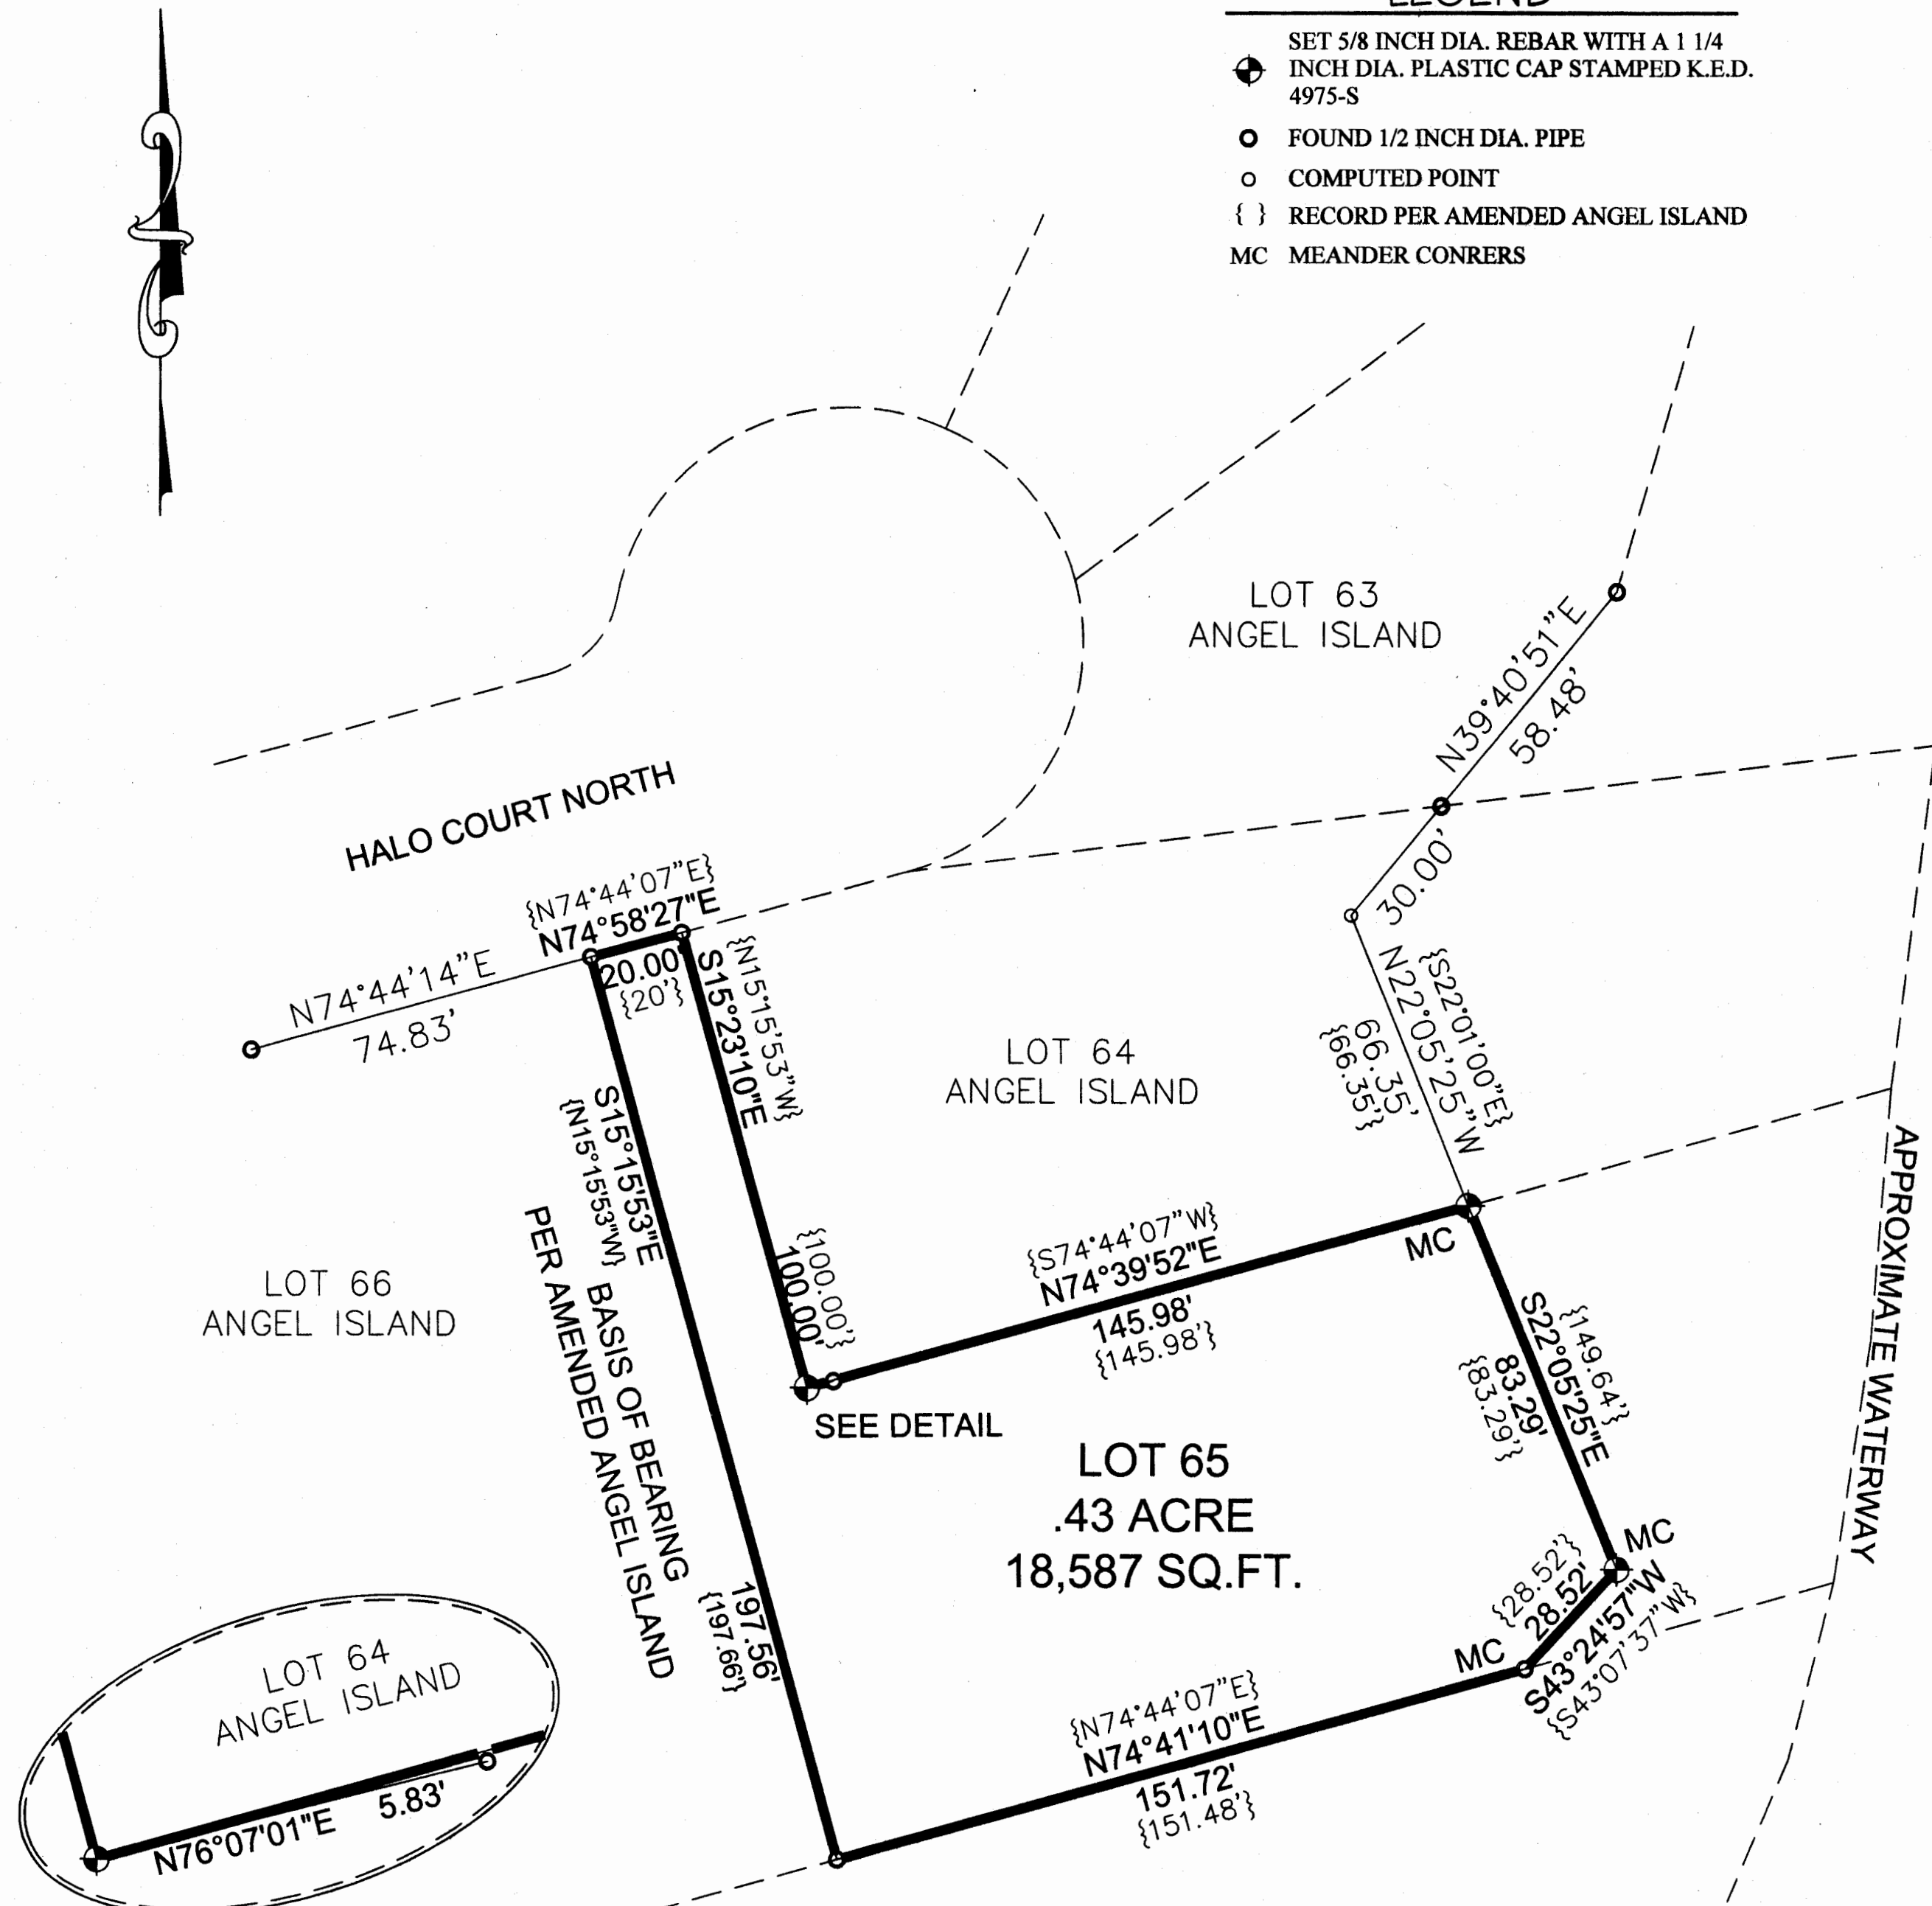 LEGEND
SET 5/8 INCH DIA. REBAR WITH A 1 1/4
INCH DIA. PLASTIC CAP STAMPED K.E.D.
4975-S
FOUND 1/2 INCH DIA. PIPE
COMPUTED POINT
{ } RECORD PER AMENDED ANGEL ISLAND
MC MEANDER CONRERS
LOT 63
ANGEL ISLAND
N39°40'51"E
58.48'
30.00'
HALO COURT NORTH
{N74°44'07"E}
N74°58'27"E
20.00'
{20'}
N74°44'14"E
74.83'
{N15°15'53"W}
S15°23'10"E
{100.00'}
100.00'
LOT 64
ANGEL ISLAND
{S22°01'00"E}
N22°05'25"W
66.35'
{66.35'}
S15°15'53"E
{N15°15'53"W} BASIS OF BEARING
PER AMENDED ANGEL ISLAND
197.56'
{197.66'}
LOT 66
ANGEL ISLAND
{S74°44'07"W}
N74°39'52"E
145.98'
{145.98'}
MC
SEE DETAIL
{149.64'}
S22°05'25"E
83.29'
{83.29'}
APPROXIMATE WATERWAY
LOT 65
.43 ACRE
18,587 SQ.FT.
MC
{28.52'}
28.52'
S43°24'57"W
{S43°07'37"W}
MC
{N74°44'07"E}
N74°41'10"E
151.72'
{151.48'}
LOT 64
ANGEL ISLAND
5.83'
N76°07'01"E